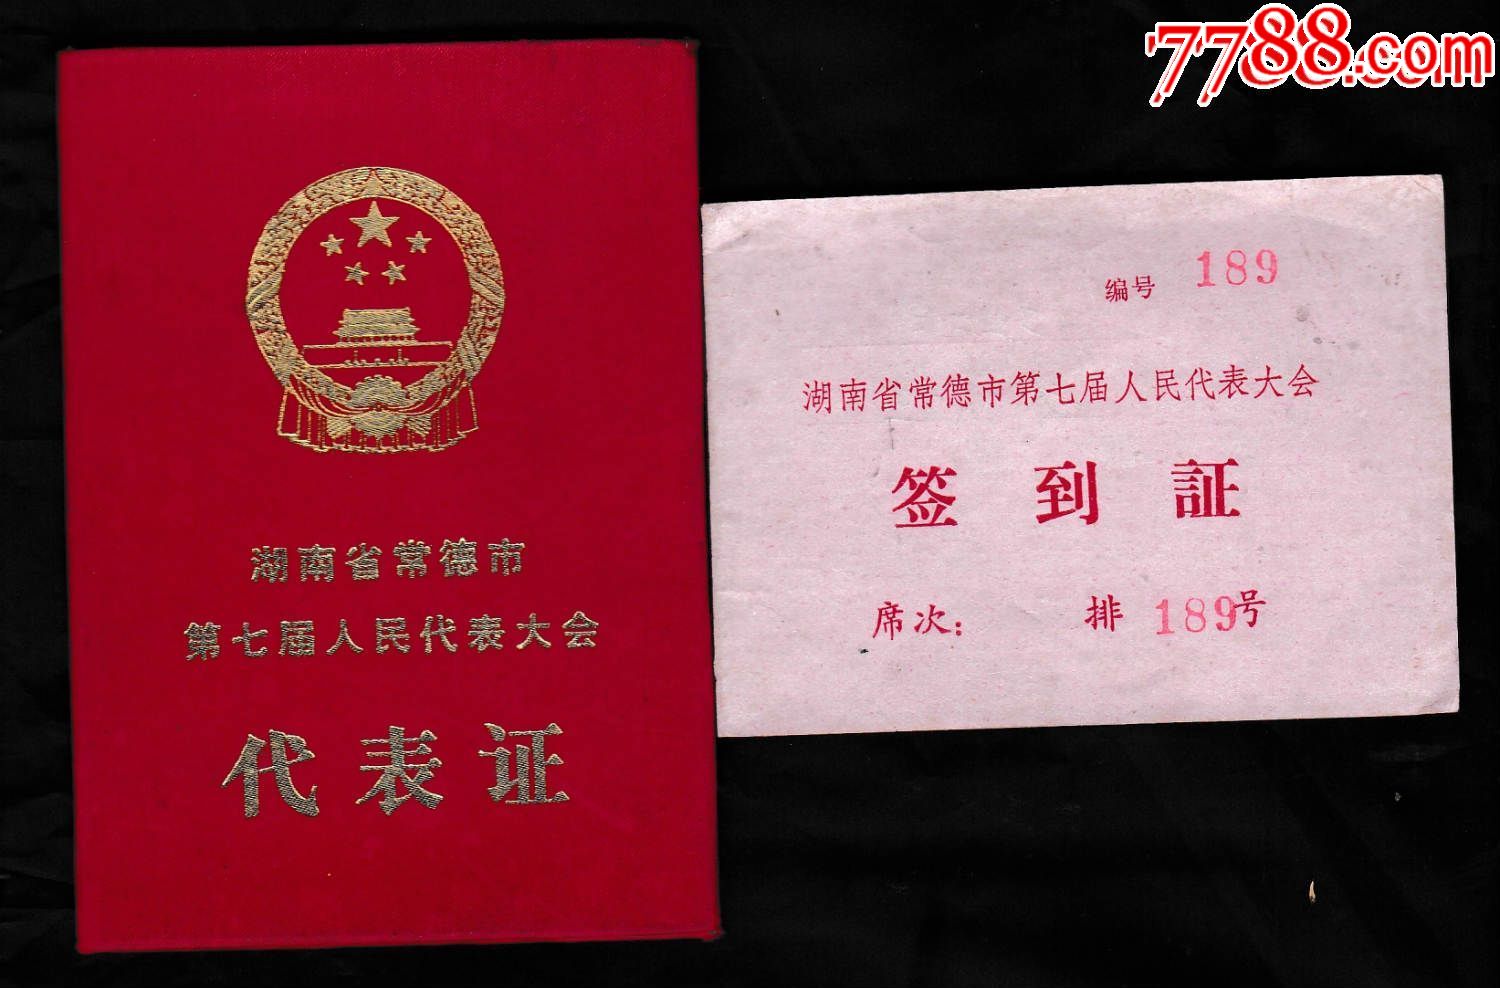 7788.com
湖南省常德市
第七届人民代表大会
代表证
编号 189
湖南省常德市第七届人民代表大会
签到証
席次： 排 189号